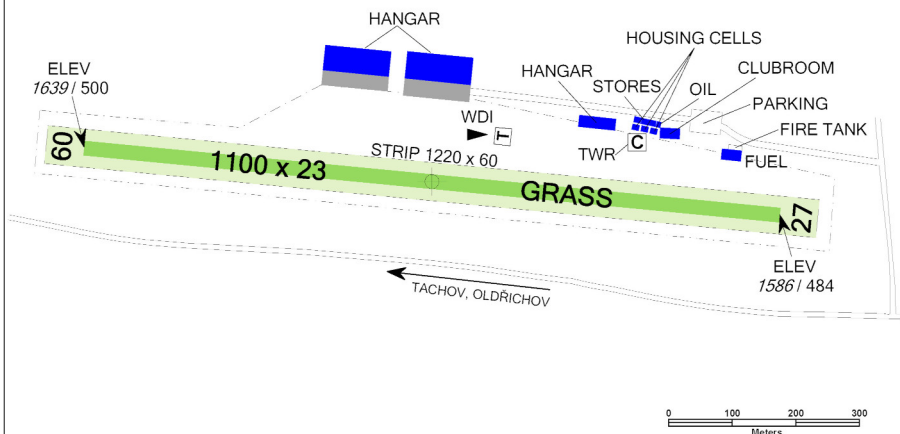 HANGAR
HOUSING CELLS
ELEV
1639 / 500
HANGAR
STORES
OIL
CLUBROOM
PARKING
WDI
T
TWR
C
FIRE TANK
FUEL
09
1100 x 23
STRIP 1220 x 60
GRASS
27
ELEV
1586 / 484
TACHOV, OLDŘICHOV
0 100 200 300
Meters